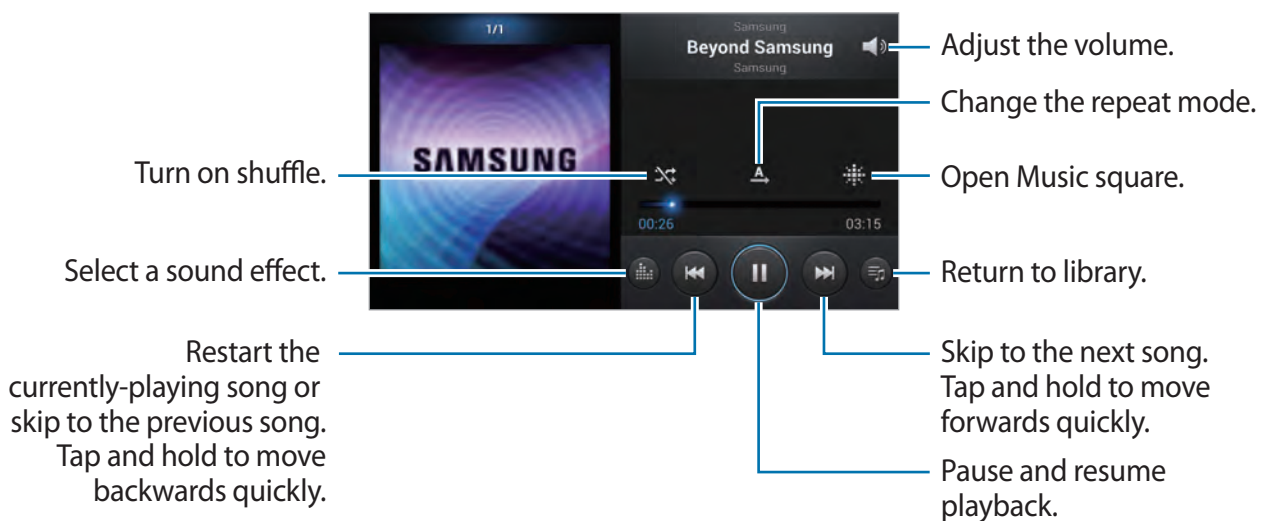 1/1
Samsung
Beyond Samsung
Samsung
Adjust the volume.
Change the repeat mode.
SAMSUNG
Turn on shuffle.
A
Open Music square.
00:26
03:15
Select a sound effect.
Return to library.
Restart the
currently-playing song or
skip to the previous song.
Tap and hold to move
backwards quickly.
Skip to the next song.
Tap and hold to move
forwards quickly.
Pause and resume
playback.